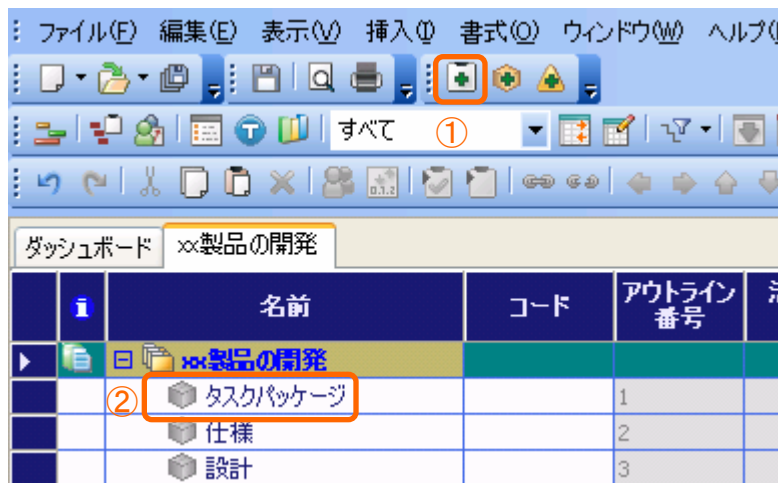 ファイル(F) 編集(E) 表示(V) 挿入(I) 書式(O) ウィンドウ(W) ヘルプ(
すべて ①
0.1.2
ダッシュボード xx製品の開発
i 名前 コード アウトライン
番号
xx製品の開発
② タスクパッケージ 1
仕様 2
設計 3